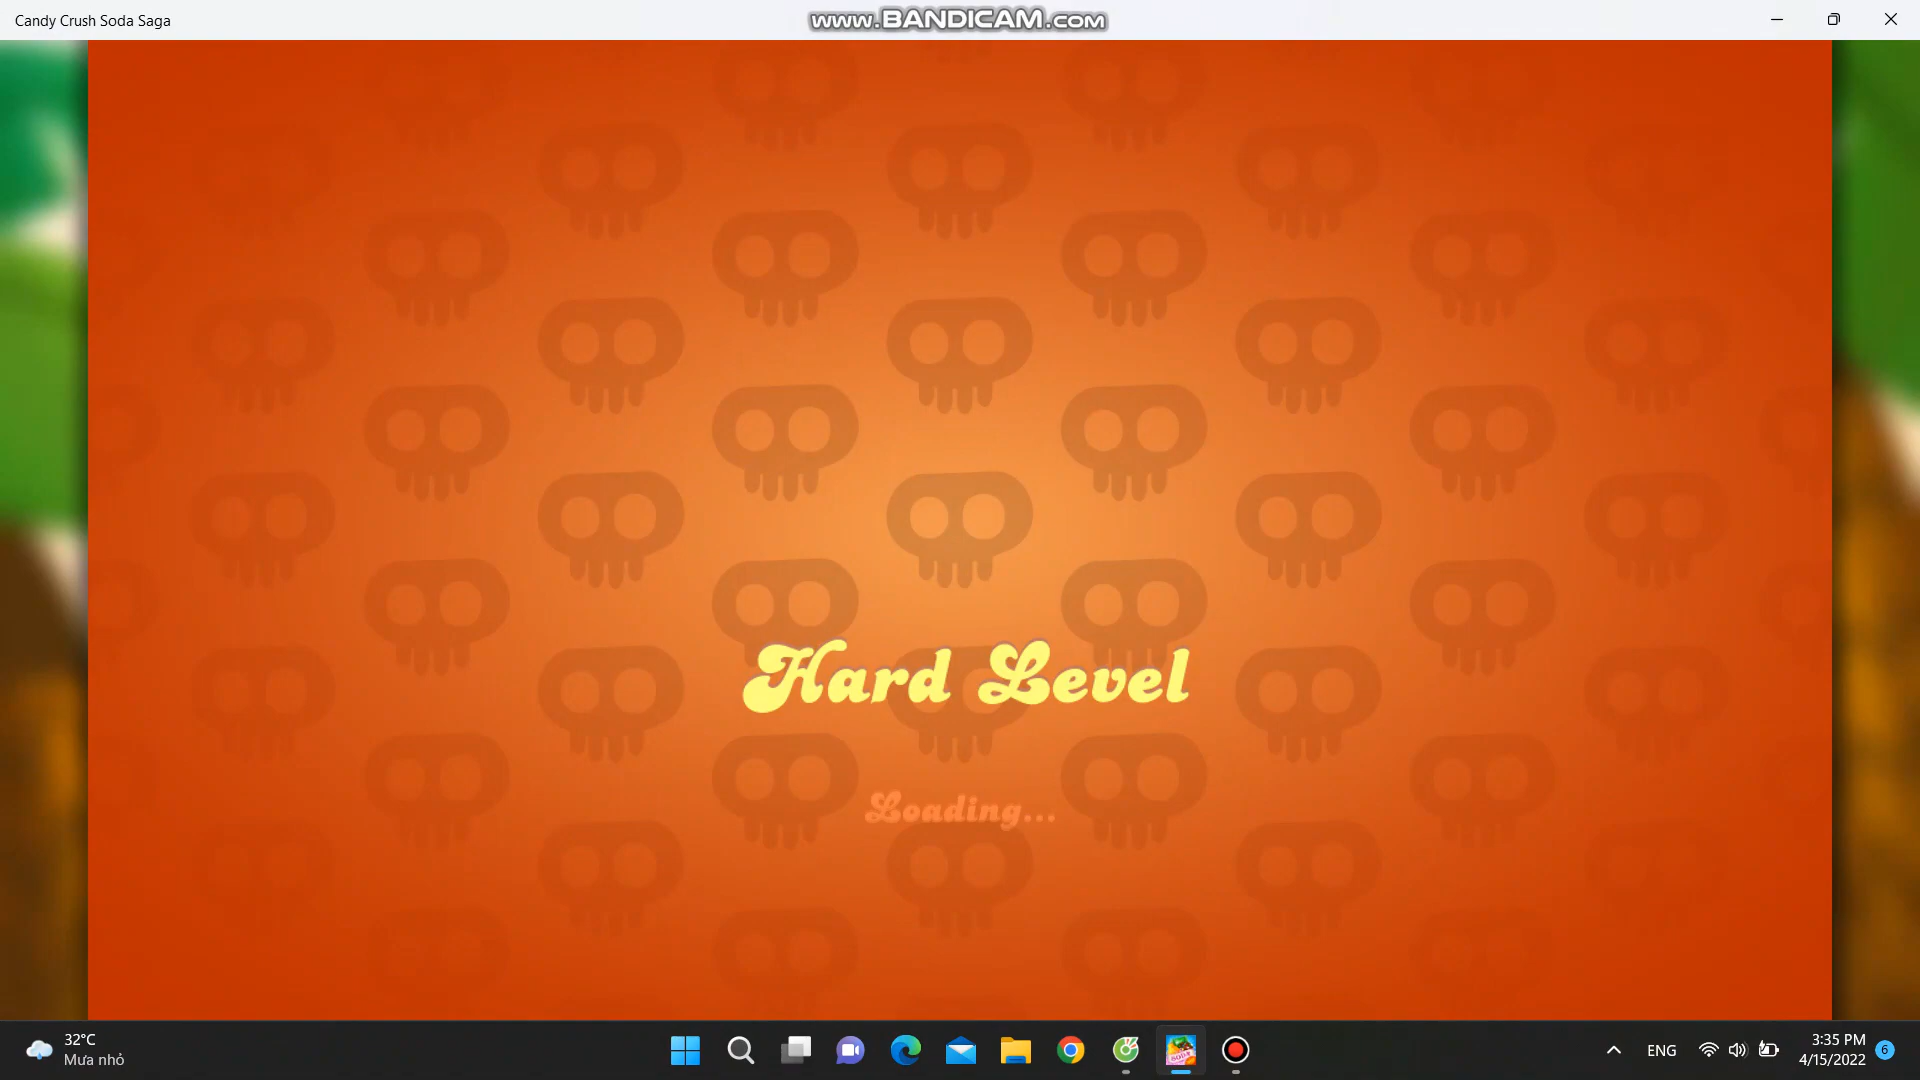 Candy Crush Soda Saga
www.BANDICAM.com
Hard Level
Loading...
32°C
Mưa nhỏ
SODA
ENG
3:35 PM
4/15/2022
6